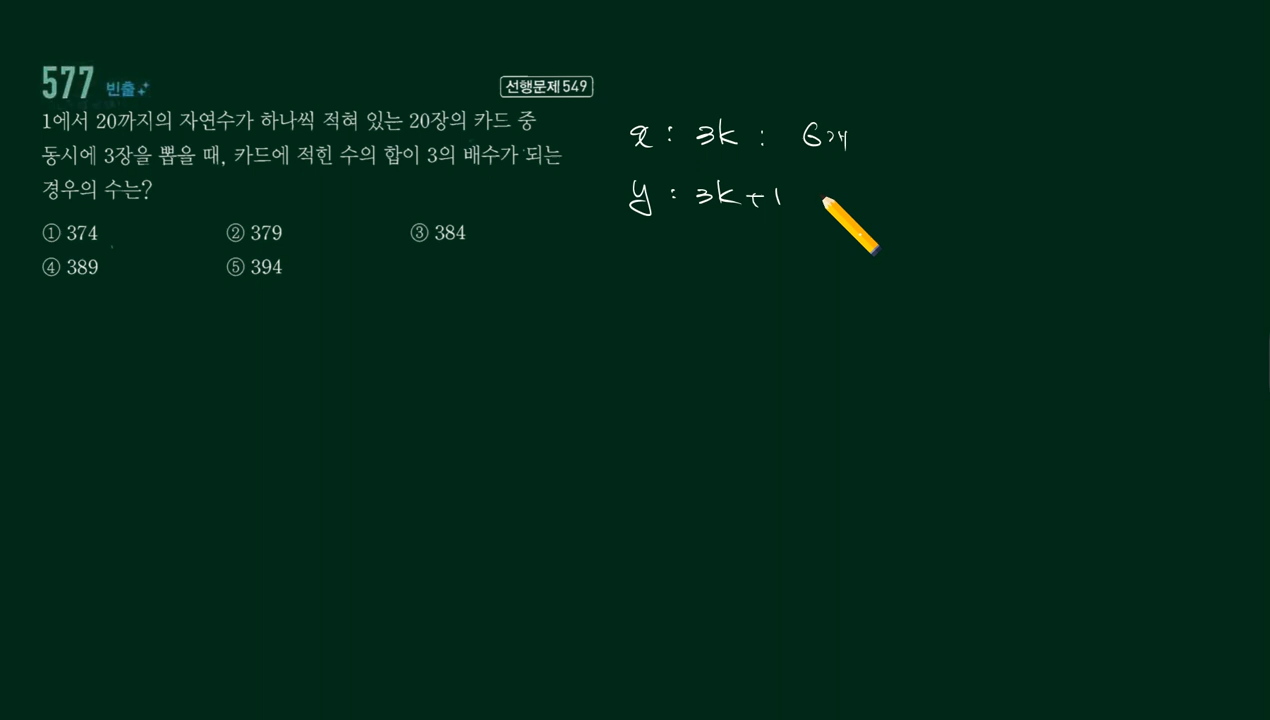 577 빈출
선행문제 549
1에서 20까지의 자연수가 하나씩 적혀 있는 20장의 카드 중
동시에 3장을 뽑을 때, 카드에 적힌 수의 합이 3의 배수가 되는
경우의 수는?
① 374 ② 379 ③ 384
④ 389 ⑤ 394
x : 3k : 6개
y : 3k+1